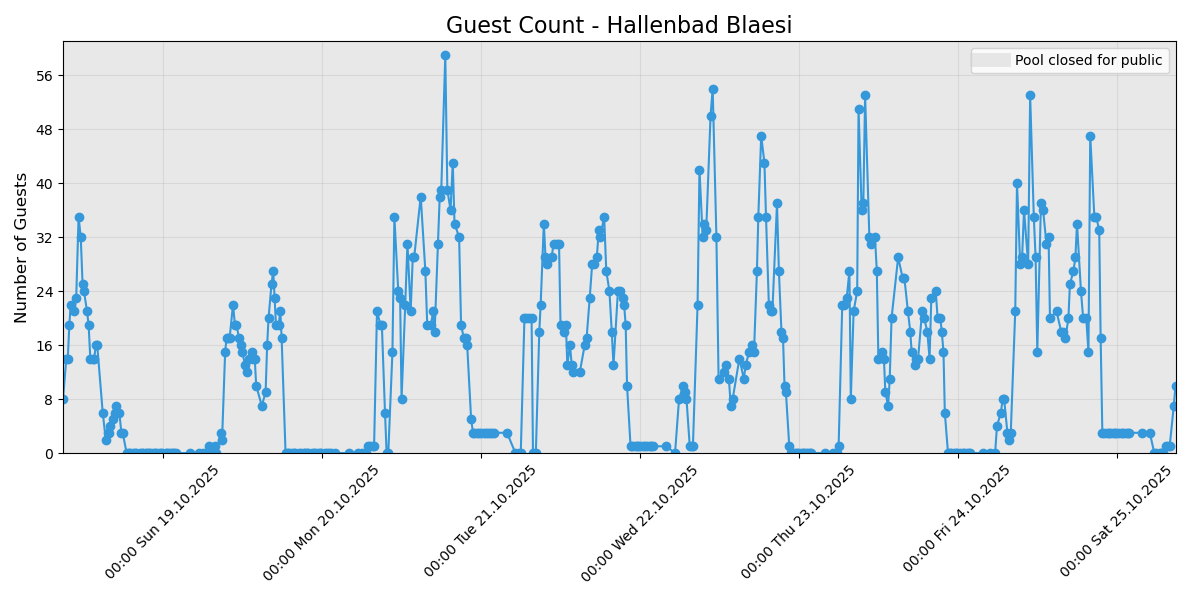 Guest Count - Hallenbad Blaesi
Pool closed for public
Number of Guests
56
48
40
32
24
16
8
0
00:00 Sun 19.10.2025
00:00 Mon 20.10.2025
00:00 Tue 21.10.2025
00:00 Wed 22.10.2025
00:00 Thu 23.10.2025
00:00 Fri 24.10.2025
00:00 Sat 25.10.2025